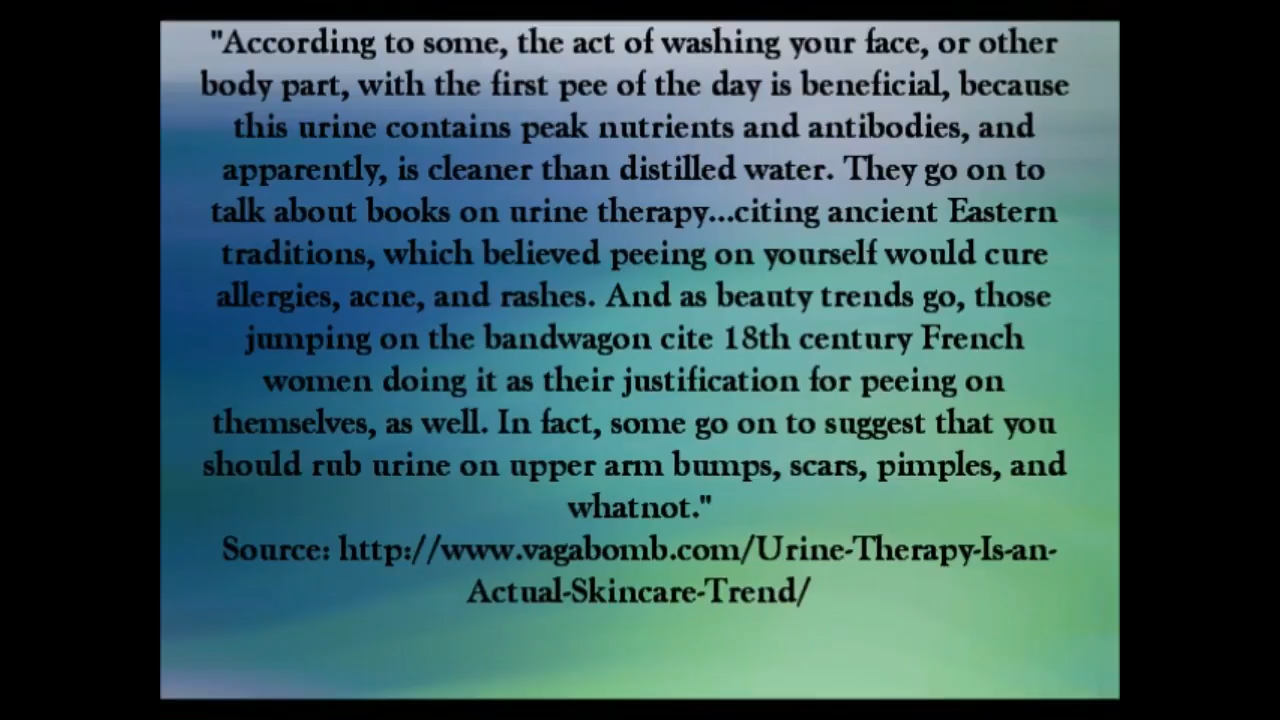 "According to some, the act of washing your face, or other
body part, with the first pee of the day is beneficial, because
this urine contains peak nutrients and antibodies, and
apparently, is cleaner than distilled water. They go on to
talk about books on urine therapy...citing ancient Eastern
traditions, which believed peeing on yourself would cure
allergies, acne, and rashes. And as beauty trends go, those
jumping on the bandwagon cite 18th century French
women doing it as their justification for peeing on
themselves, as well. In fact, some go on to suggest that you
should rub urine on upper arm bumps, scars, pimples, and
whatnot."
Source: http://www.vagabomb.com/Urine-Therapy-Is-an-
Actual-Skincare-Trend/